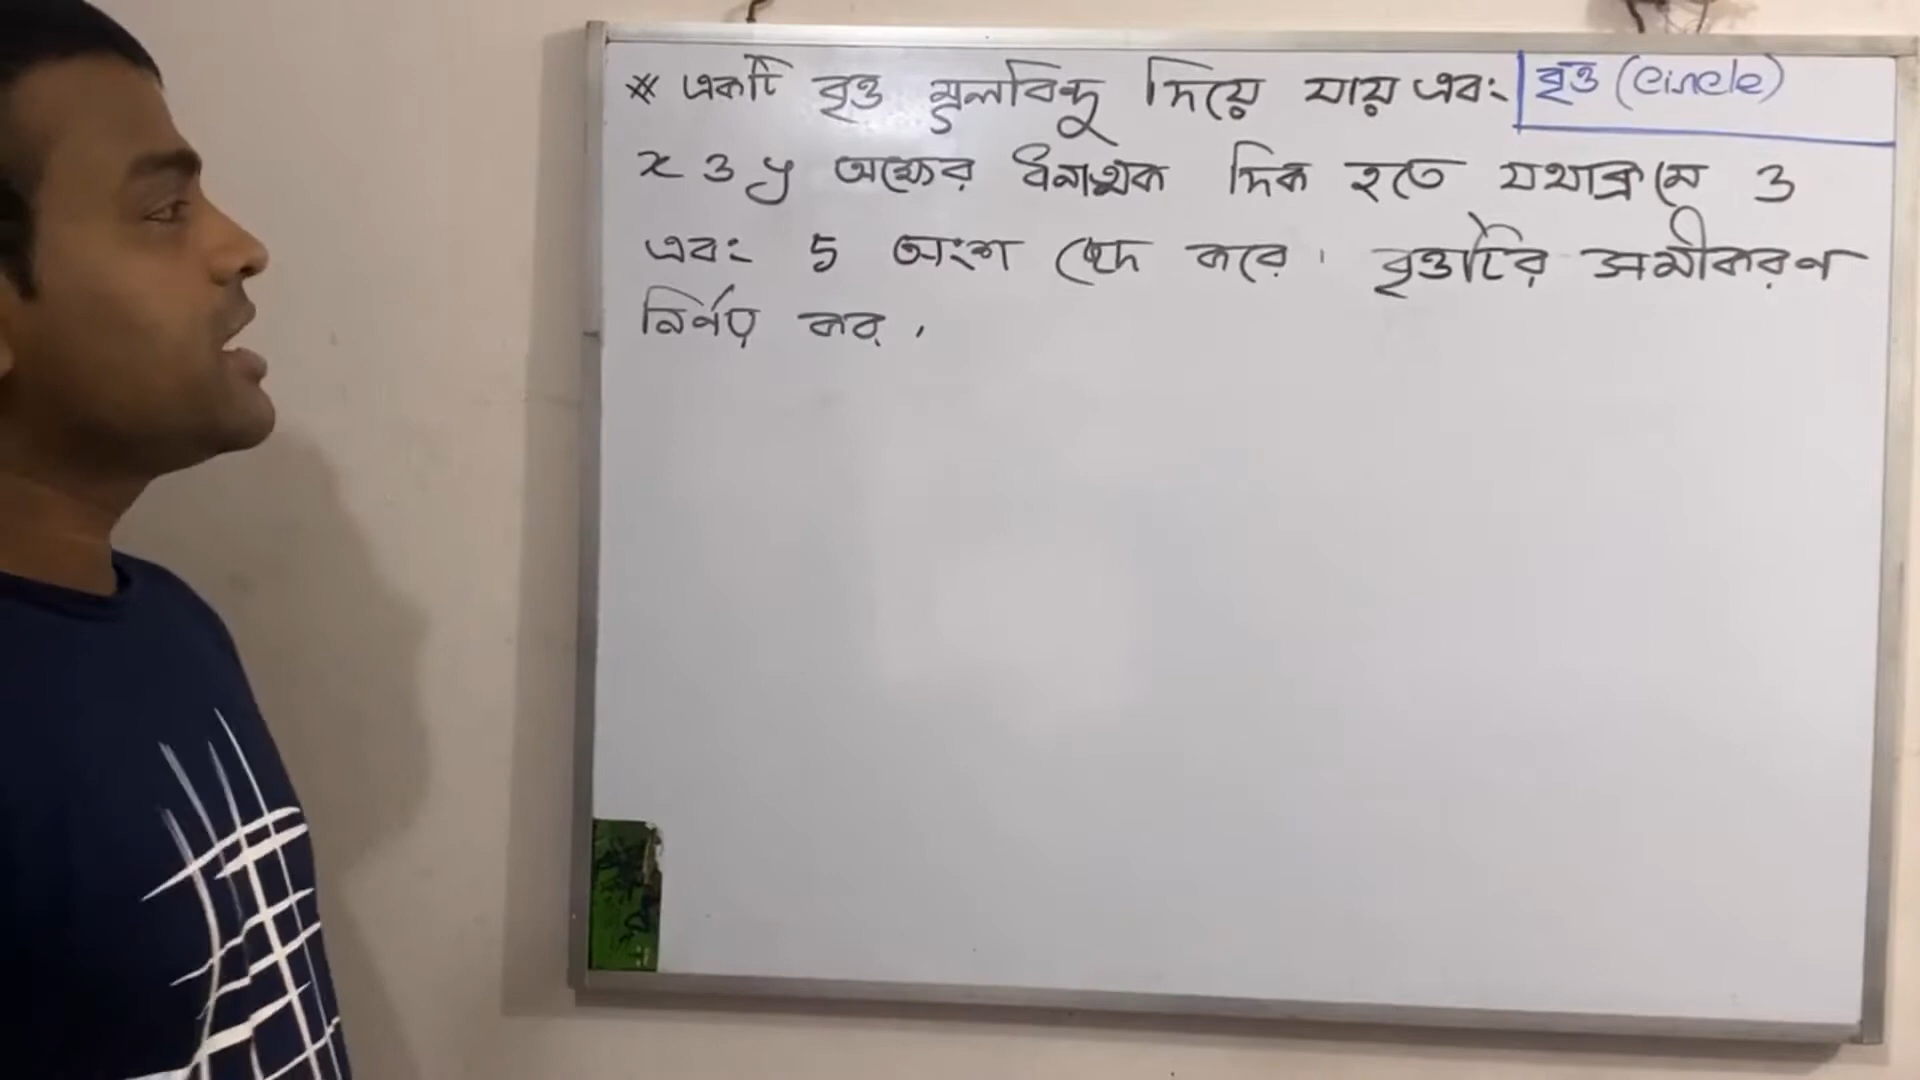 * একটি বৃত্ত মূলবিন্দু দিয়ে যায় এবং
বৃত্ত (circle)
x ও y অক্ষের ধনাত্মক দিক হতে যথাক্রমে 3
এবং 5 অংশ ছেদ করে। বৃত্তটির সমীকরণ
নির্ণয় কর।